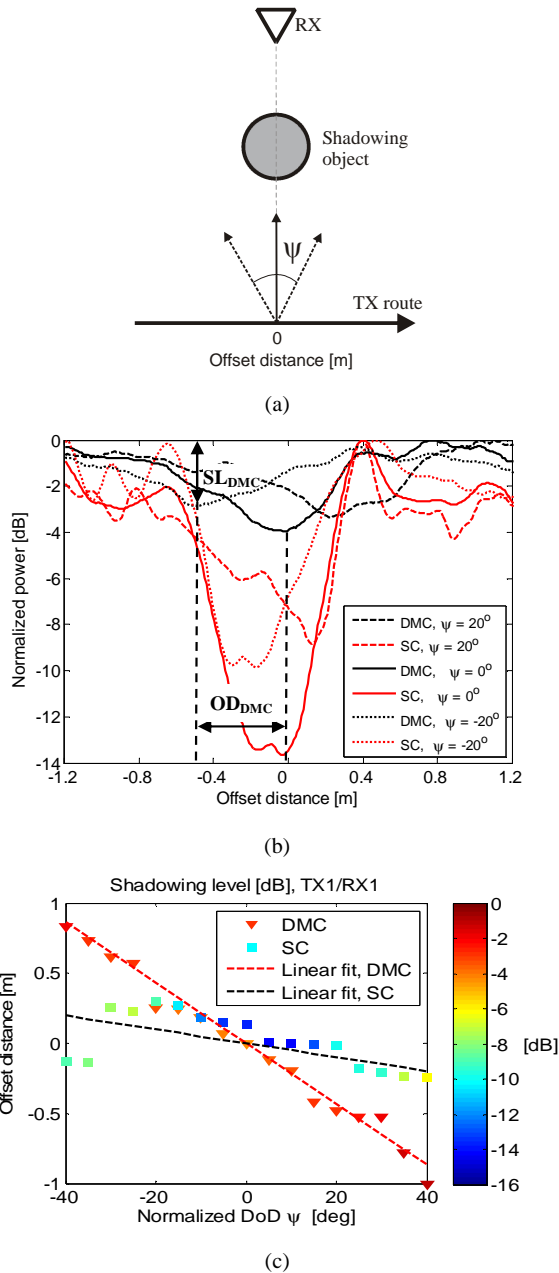 RX
Shadowing
object
ψ
TX route
0
Offset distance [m]
(a)
0
-2
-4
-6
-8
-10
-12
-14
Normalized power [dB]
SL_DMC
OD_DMC
DMC, ψ = 20°
SC, ψ = 20°
DMC, ψ = 0°
SC, ψ = 0°
DMC, ψ = -20°
SC, ψ = -20°
-1.2 -0.8 -0.4 0 0.4 0.8 1.2
Offset distance [m]
(b)
Shadowing level [dB], TX1/RX1
1
0.5
0
-0.5
-1
Offset distance [m]
DMC
SC
Linear fit, DMC
Linear fit, SC
0
-2
-4
-6
-8
-10
-12
-14
-16
[dB]
-40 -20 0 20 40
Normalized DoD ψ [deg]
(c)